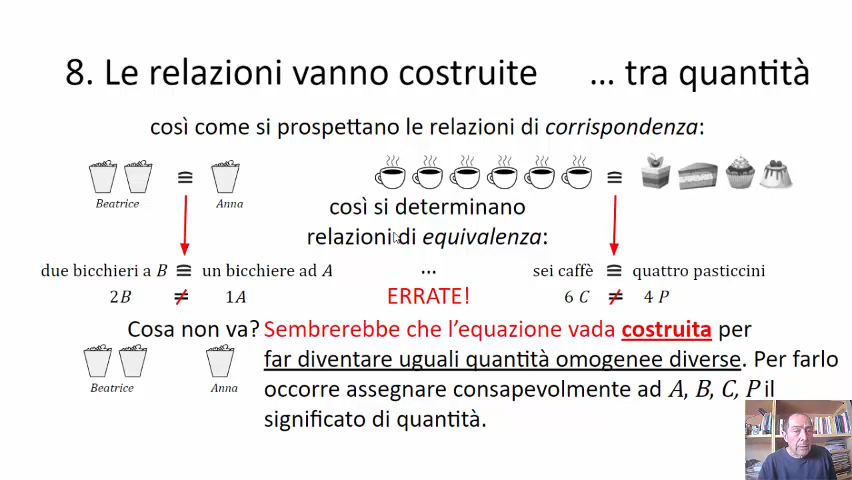 8. Le relazioni vanno costruite … tra quantità
così come si prospettano le relazioni di corrispondenza:
≘ ≘
Beatrice Anna
così si determinano
relazioni di equivalenza:
due bicchieri a B ≘ un bicchiere ad A … sei caffè ≘ quattro pasticcini
2B ≠ 1A ERRATE! 6 C ≠ 4 P
Cosa non va? Sembrerebbe che l’equazione vada costruita per
far diventare uguali quantità omogenee diverse. Per farlo
Beatrice Anna
occorre assegnare consapevolmente ad A, B, C, P il
significato di quantità.